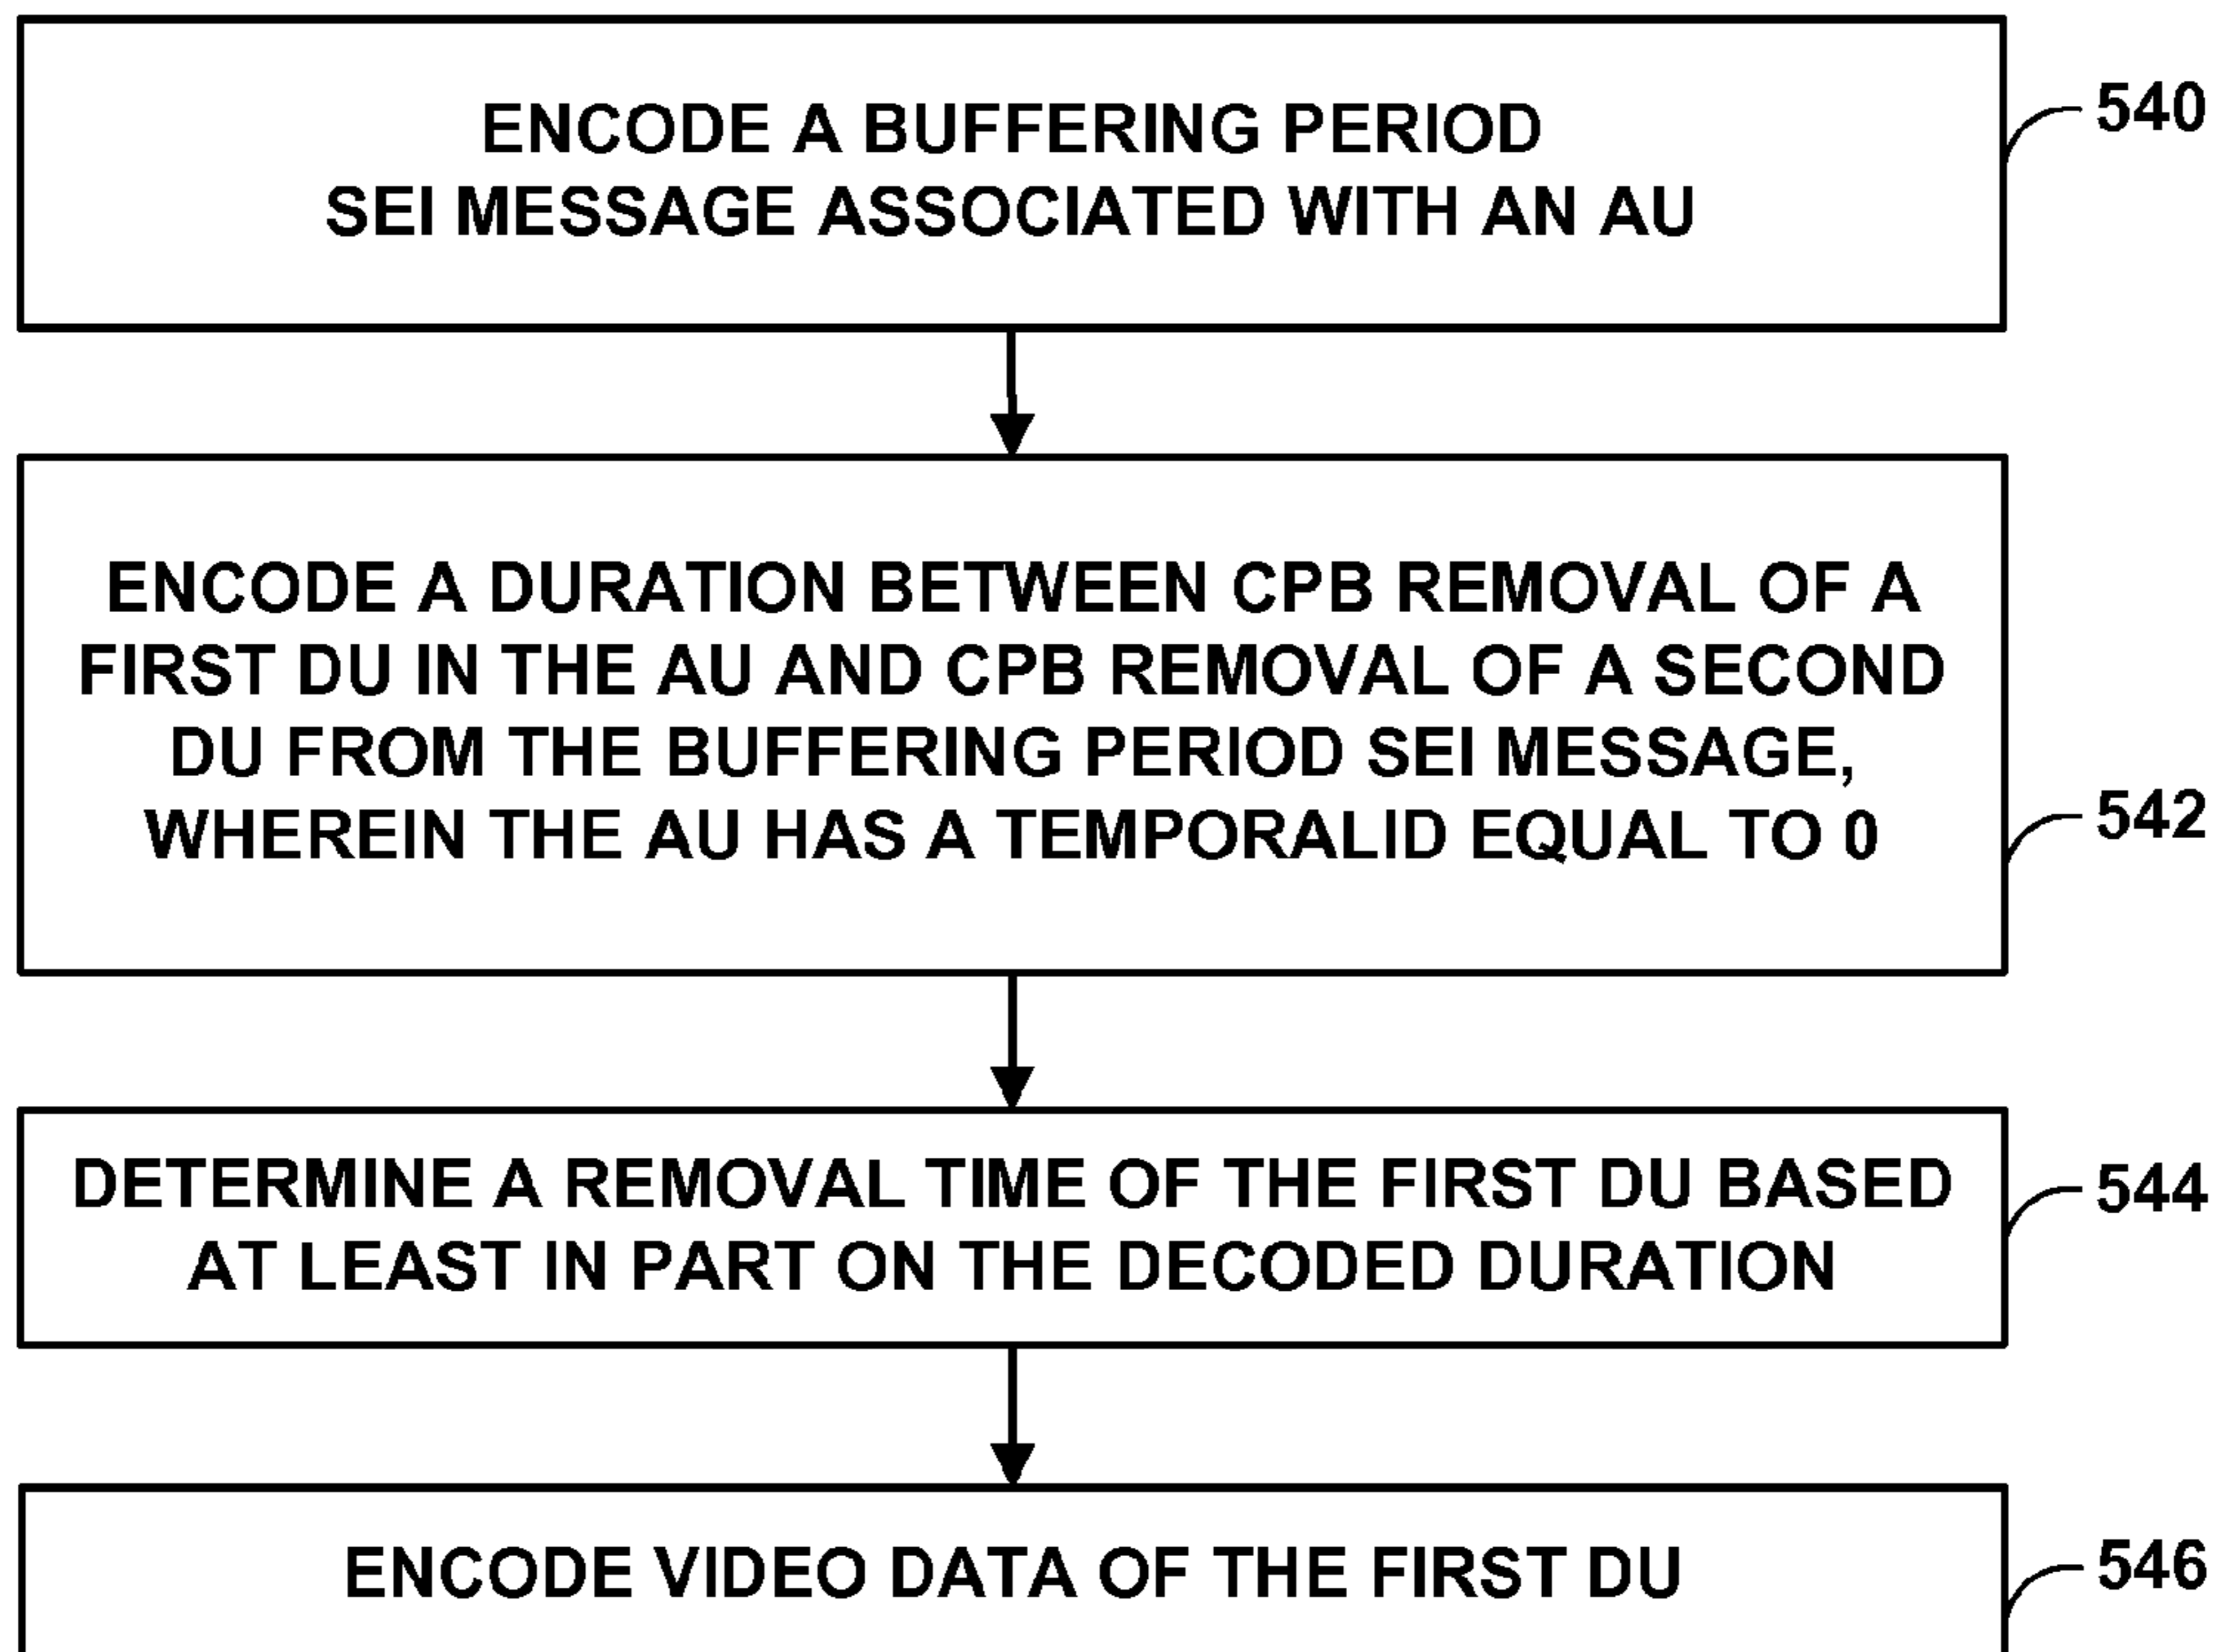 ENCODE A BUFFERING PERIOD
SEI MESSAGE ASSOCIATED WITH AN AU
540
ENCODE A DURATION BETWEEN CPB REMOVAL OF A
FIRST DU IN THE AU AND CPB REMOVAL OF A SECOND
DU FROM THE BUFFERING PERIOD SEI MESSAGE,
WHEREIN THE AU HAS A TEMPORALID EQUAL TO 0
542
DETERMINE A REMOVAL TIME OF THE FIRST DU BASED
AT LEAST IN PART ON THE DECODED DURATION
544
ENCODE VIDEO DATA OF THE FIRST DU
546